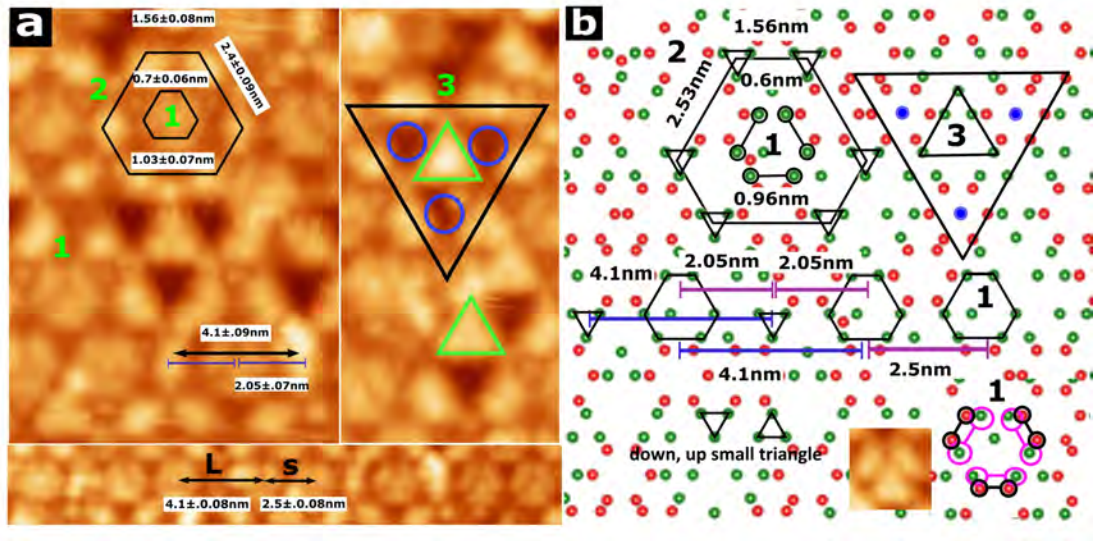 a
1.56±0.08nm
2.4±0.09nm
2
0.7±0.06nm
1
1.03±0.07nm
1
4.1±.09nm
2.05±.07nm
3
L
s
4.1±.0.08nm
2.5±.0.08nm
b
2
1.56nm
2.53nm
0.6nm
1
0.96nm
3
4.1nm
2.05nm
2.05nm
1
4.1nm
2.5nm
1
down, up small triangle